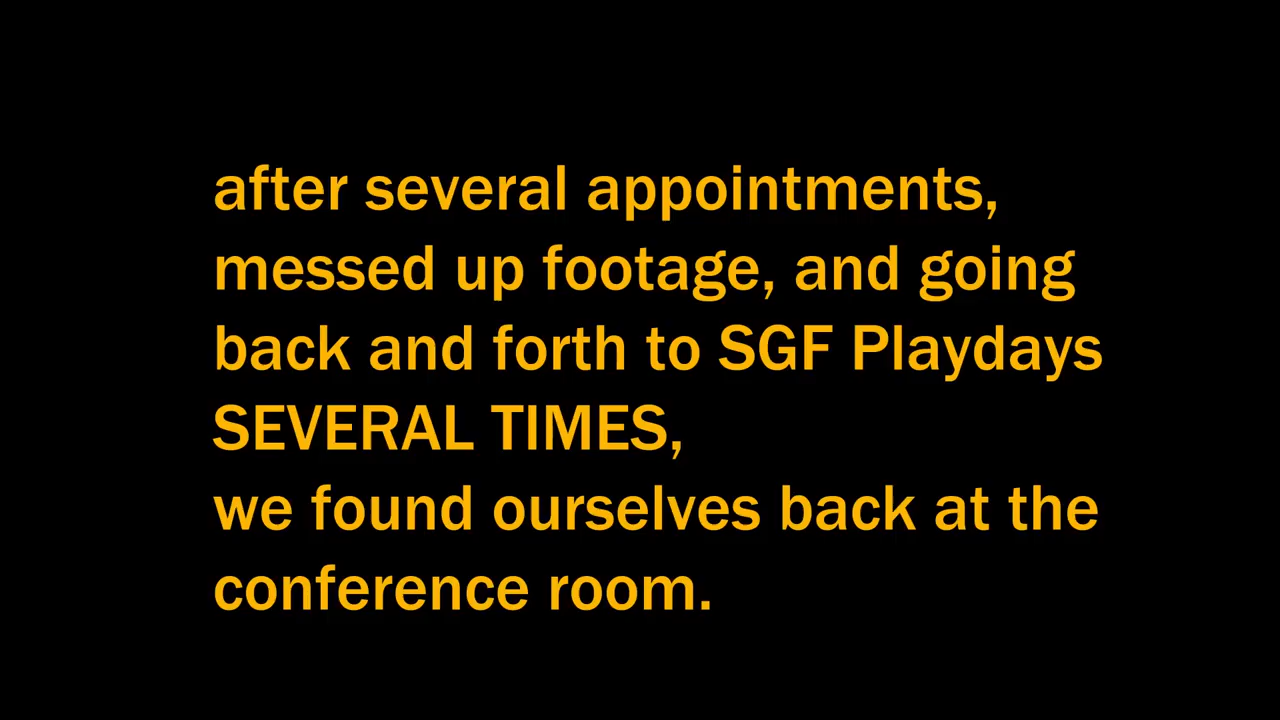 after several appointments,
messed up footage, and going
back and forth to SGF Playdays
SEVERAL TIMES,
we found ourselves back at the
conference room.